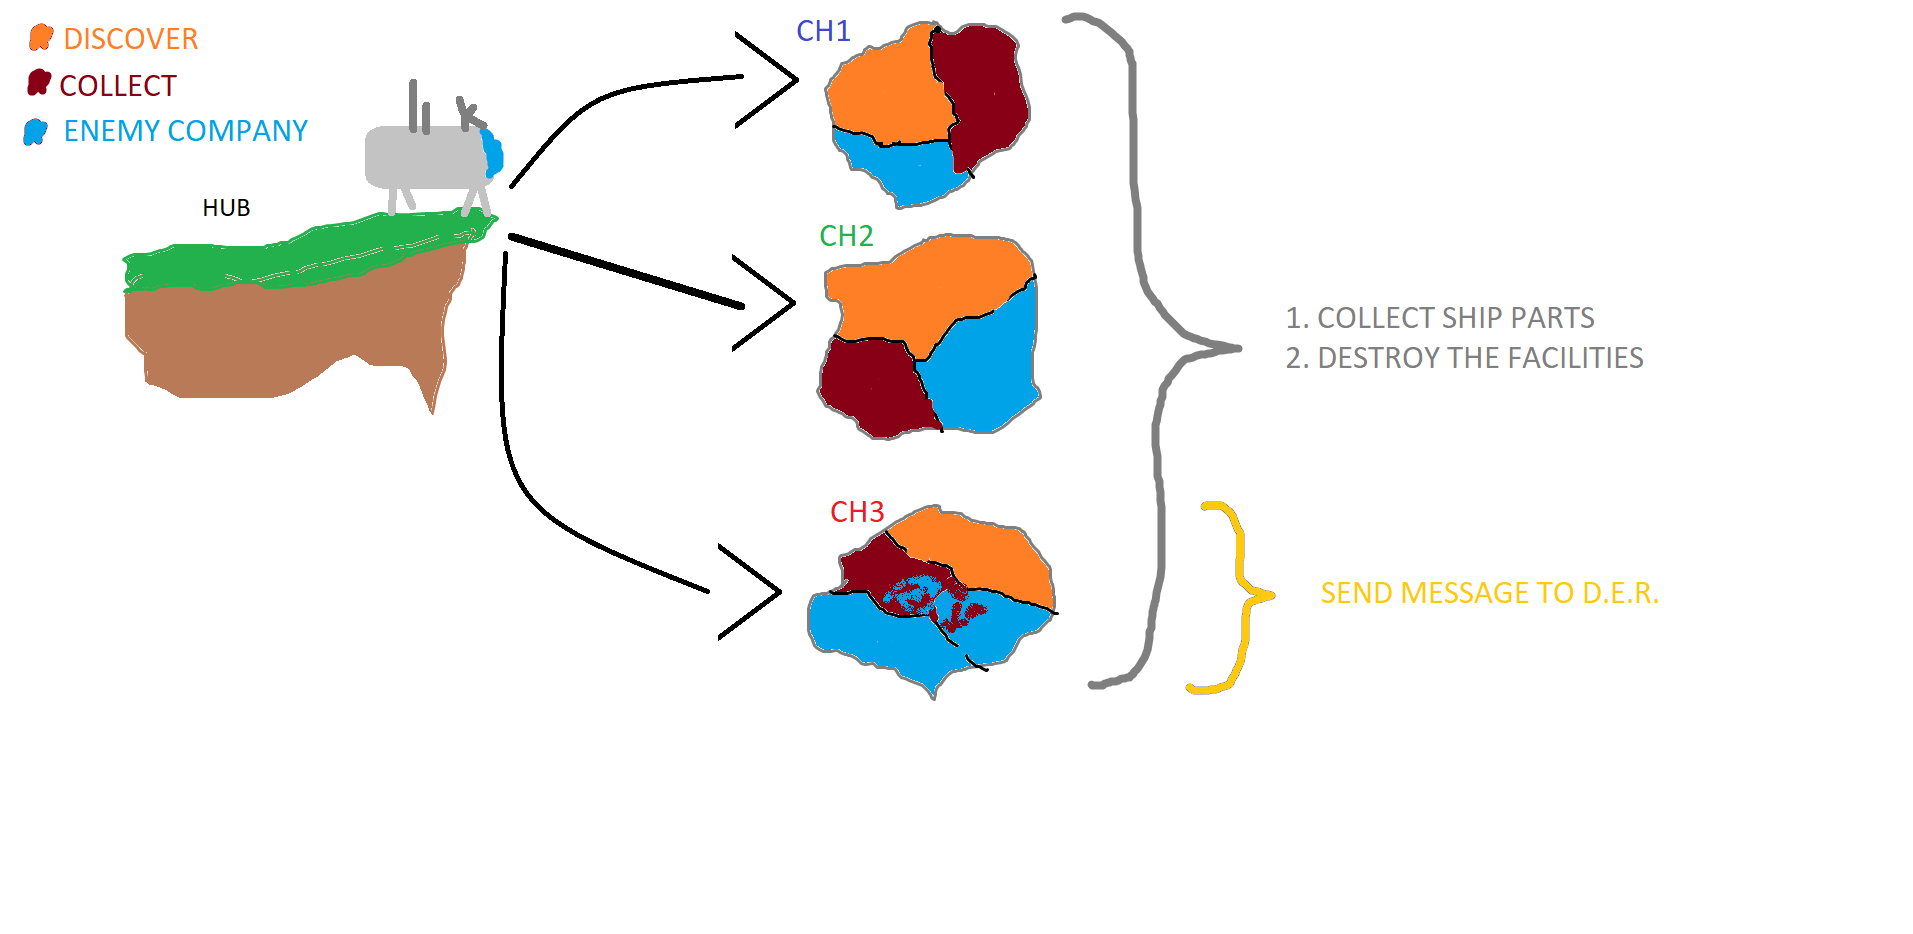 DISCOVER
COLLECT
ENEMY COMPANY
HUB
CH1
CH2
CH3
1. COLLECT SHIP PARTS
2. DESTROY THE FACILITIES
SEND MESSAGE TO D.E.R.